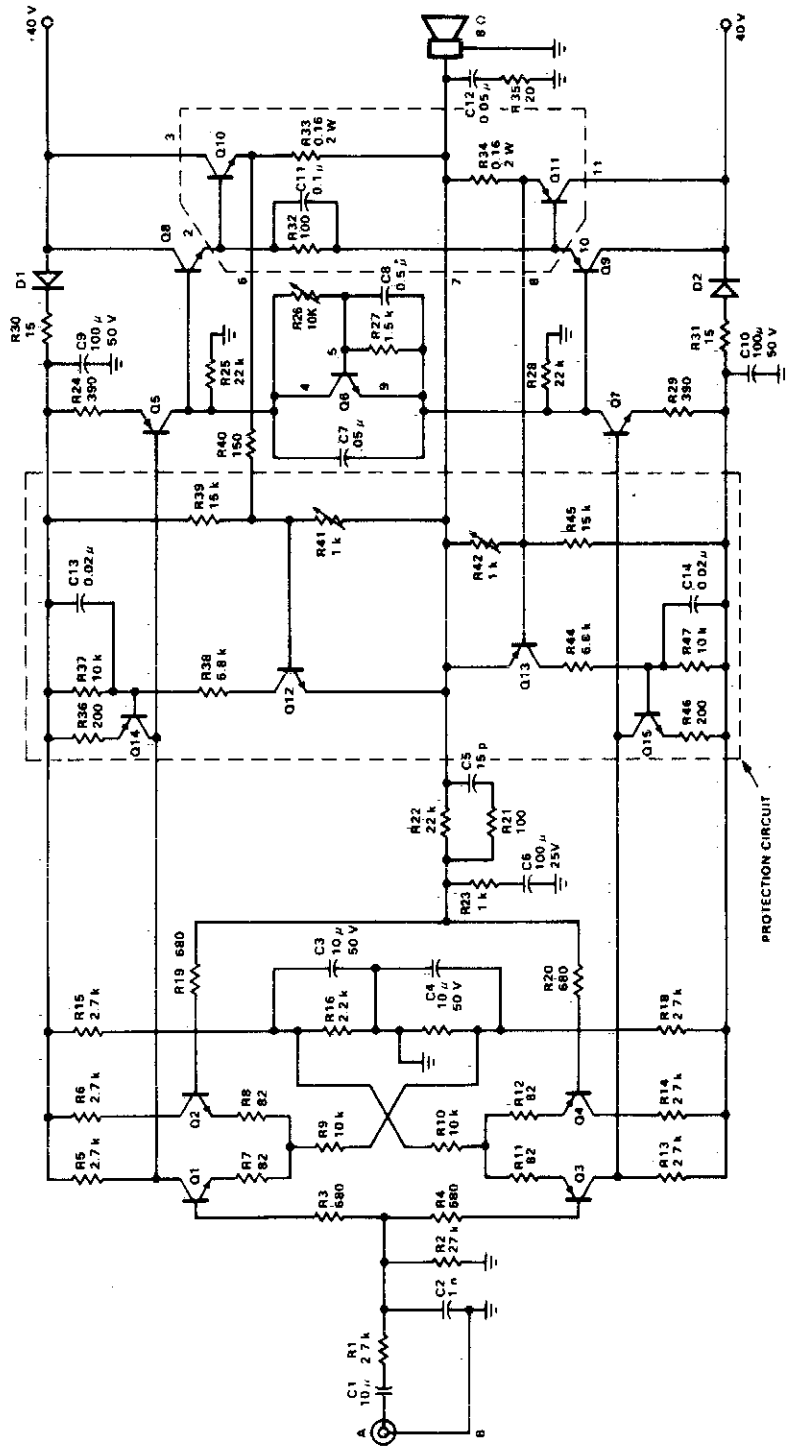 +40 V
D1
R30
15
C9
100 µ
50 V
R24
390
Q5
R25
22 k
Q8
2
3
Q10
R33
0.16
2 W
C11
0.1 µ
R32
100
6
R26
10K
C8
0.5 µ
R27
1.5 k
5
4
9
Q6
C7
.05 µ
R40
150
7
8
R34
0.16
2 W
Q11
10
11
Q9
R28
22 k
Q7
R29
390
D2
R31
15
C10
100µ
50 V
40 V
8 Ω
C12
0.05 µ
R35
20
R39
15 k
R41
1 k
C13
0.02 µ
R37
10 k
R36
200
Q14
R38
6.8 k
Q12
R42
1 k
R45
15 k
Q13
R44
6.8 k
C14
0.02 µ
R47
10 k
Q15
R46
200
PROTECTION CIRCUIT
R22
22 k
C5
15 p
R21
100
R23
1 k
C6
100 µ
25V
R19 680
R20
680
R15
2.7 k
R16
2.2 k
C3
10 µ
50 V
C4
10 µ
50 V
R18
2.7 k
R5
2.7 k
R6
2.7 k
Q1
Q2
R7
82
R8
82
R9
10 k
R10
10 k
R11
82
R12
82
Q3
Q4
R13
2.7 k
R14
2.7 k
R3
680
R4
680
R2
27 k
C2
1 n
R1
2.7 k
C1
10 µ
A
B